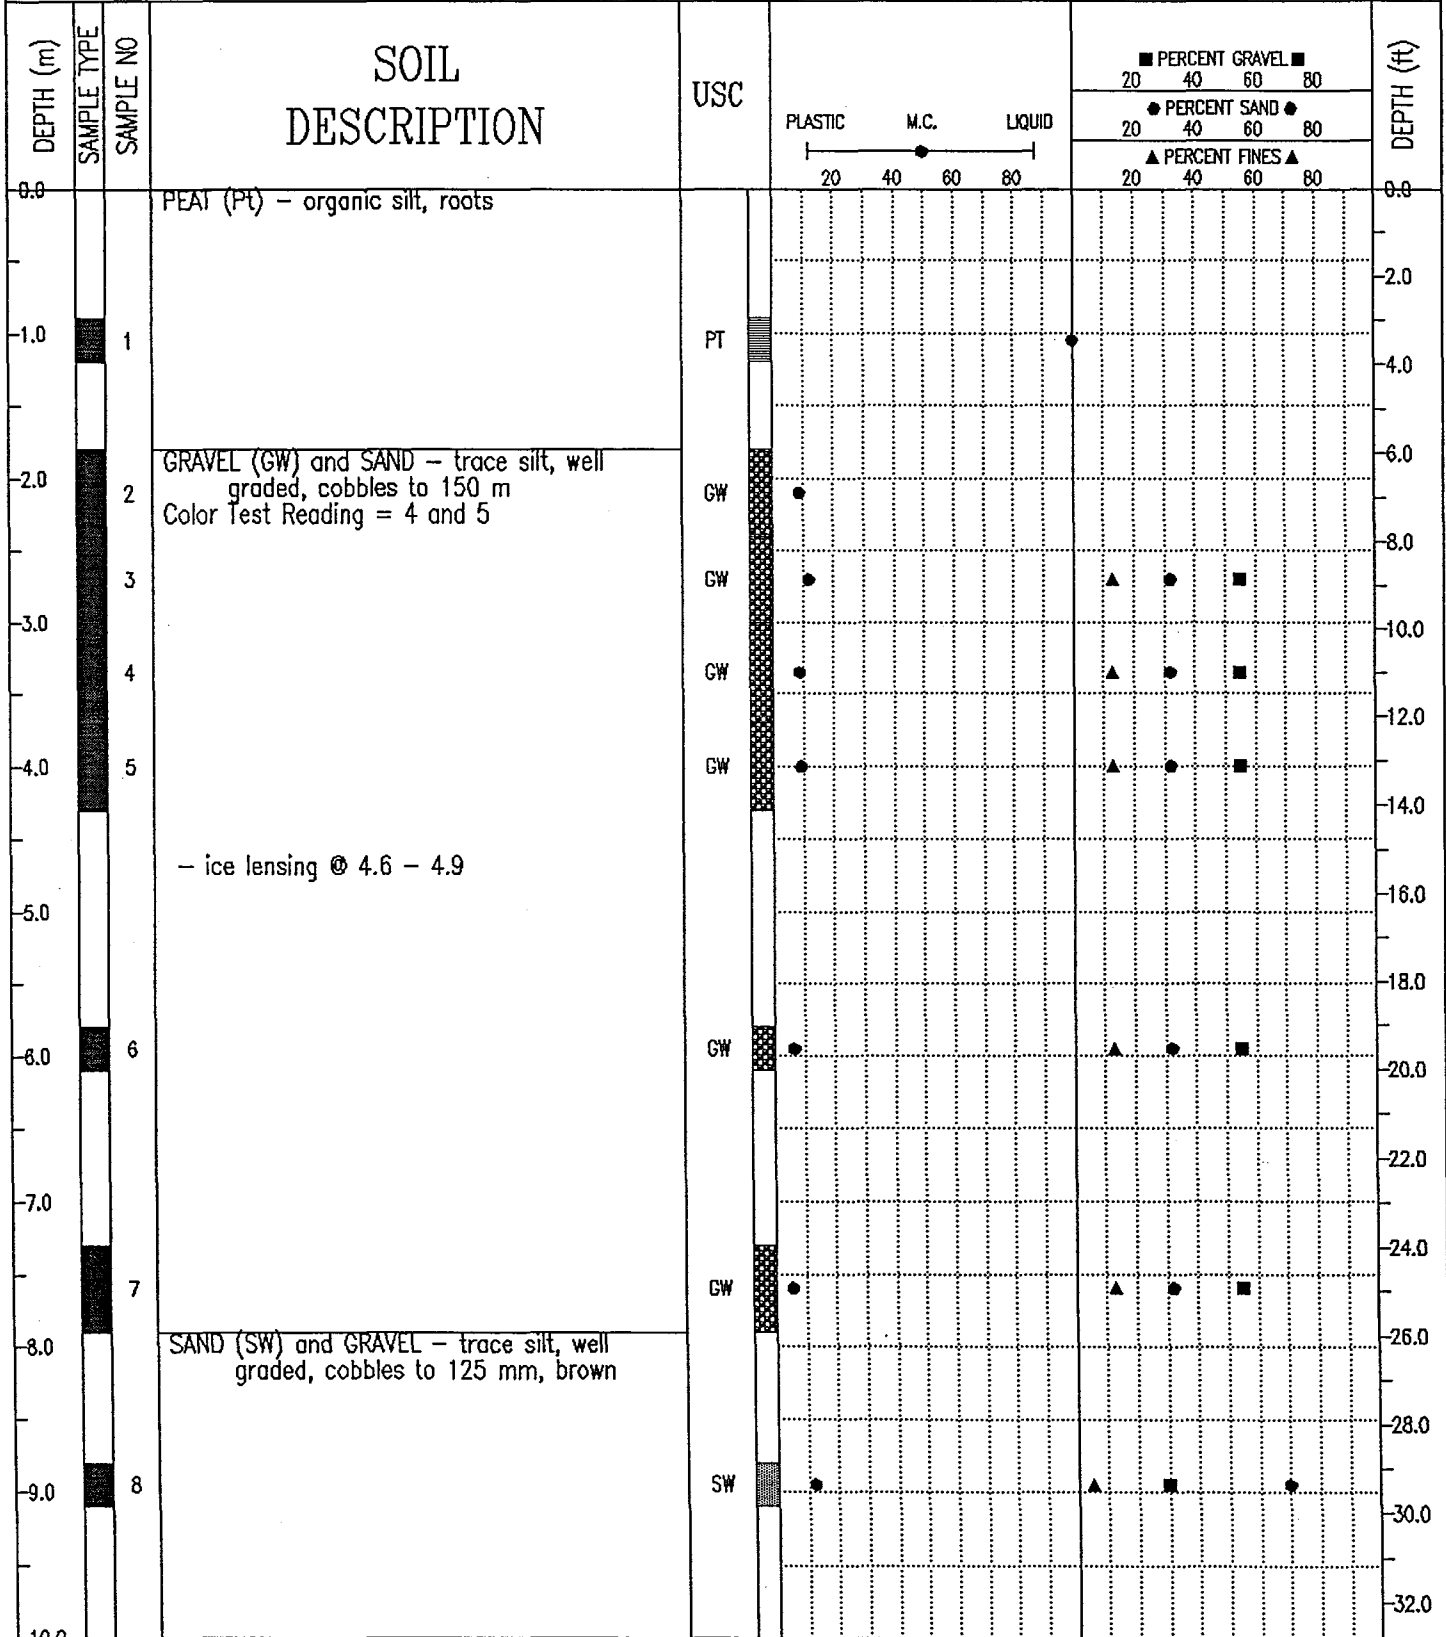 DEPTH (m)
SAMPLE TYPE
SAMPLE NO
SOIL
DESCRIPTION
USC
PLASTIC M.C. LIQUID
20 40 60 80
■ PERCENT GRAVEL ■
20 40 60 80
● PERCENT SAND ●
20 40 60 80
▲ PERCENT FINES ▲
20 40 60 80
DEPTH (ft)
0.0
PEAT (Pt) – organic silt, roots
0.0
2.0
1.0
1
PT
4.0
GRAVEL (GW) and SAND – trace silt, well
6.0
2.0
2
graded, cobbles to 150 m
GW
Color Test Reading = 4 and 5
8.0
3
GW
3.0
10.0
4
GW
12.0
4.0
5
GW
14.0
– ice lensing @ 4.6 – 4.9
16.0
5.0
18.0
6.0
6
GW
20.0
22.0
7.0
24.0
7
GW
8.0
SAND (SW) and GRAVEL – trace silt, well
26.0
graded, cobbles to 125 mm, brown
28.0
9.0
8
SW
30.0
32.0
10.0